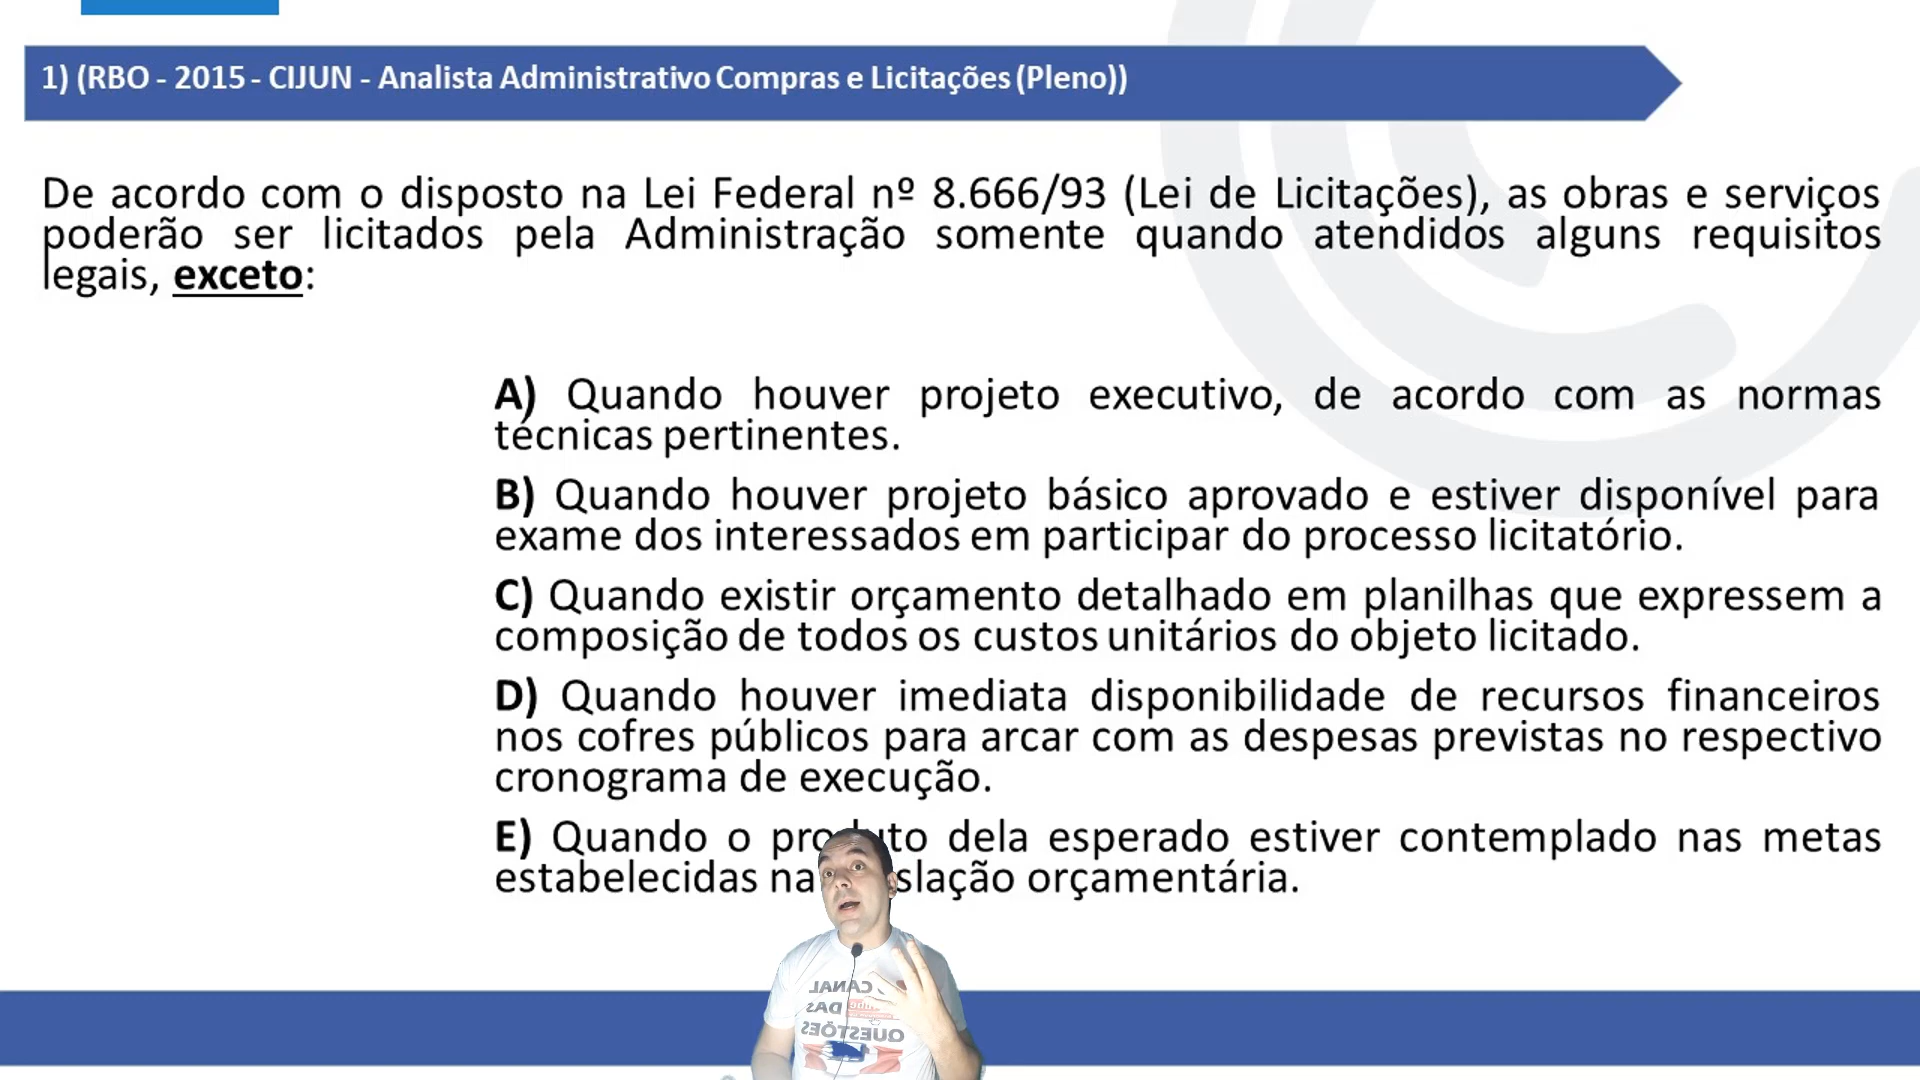 1) (RBO - 2015 - CIJUN - Analista Administrativo Compras e Licitações (Pleno))
De acordo com o disposto na Lei Federal nº 8.666/93 (Lei de Licitações), as obras e serviços
poderão ser licitados pela Administração somente quando atendidos alguns requisitos
legais, exceto:
A) Quando houver projeto executivo, de acordo com as normas
técnicas pertinentes.
B) Quando houver projeto básico aprovado e estiver disponível para
exame dos interessados em participar do processo licitatório.
C) Quando existir orçamento detalhado em planilhas que expressem a
composição de todos os custos unitários do objeto licitado.
D) Quando houver imediata disponibilidade de recursos financeiros
nos cofres públicos para arcar com as despesas previstas no respectivo
cronograma de execução.
E) Quando o dela esperado estiver contemplado nas metas
estabelecidas na orçamentária.
CANAL
DAS
QUESTÕES